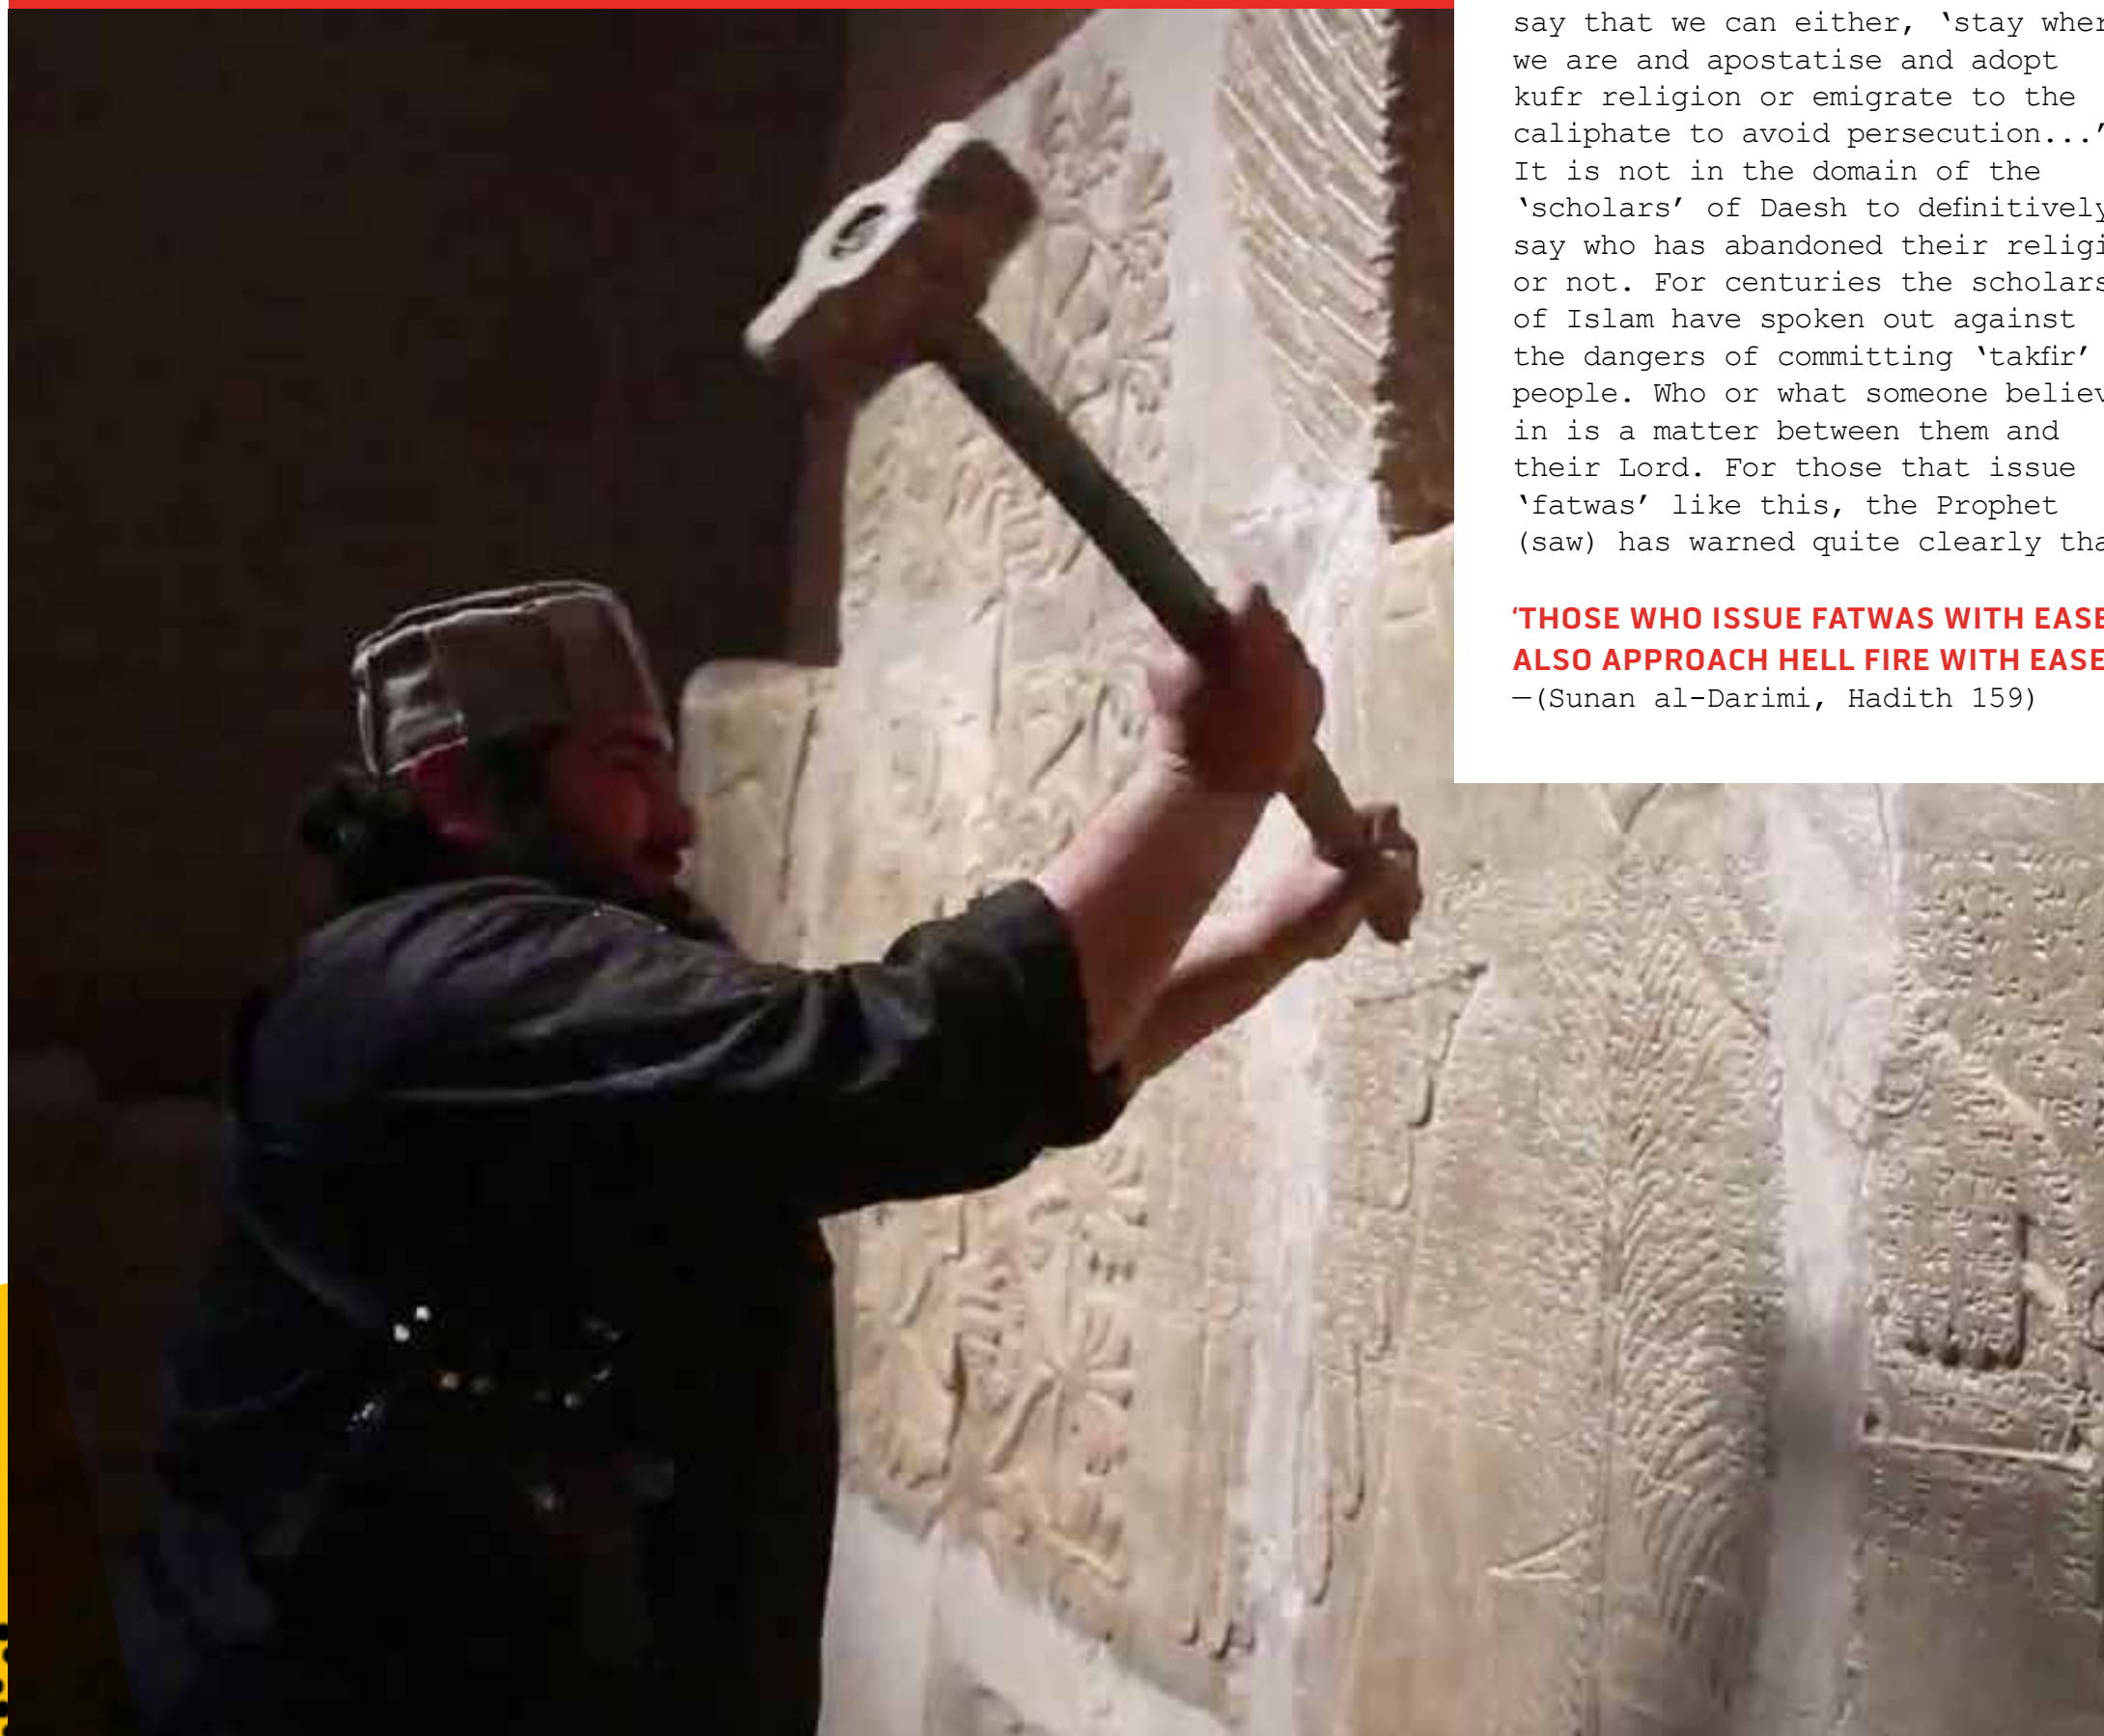 say that we can either, ‘stay
we are and apostatise and adopt
kufr religion or emigrate to the
caliphate to avoid persecution...’
It is not in the domain of the
‘scholars’ of Daesh to definitively
say who has abandoned their
or not. For centuries the scholars
of Islam have spoken out against
the dangers of committing ‘takfir’
people. Who or what someone
in is a matter between them and
their Lord. For those that issue
‘fatwas’ like this, the Prophet
(saw) has warned quite clearly
‘THOSE WHO ISSUE FATWAS WITH EASE
ALSO APPROACH HELL FIRE WITH EASE
—(Sunan al-Darimi, Hadith 159)